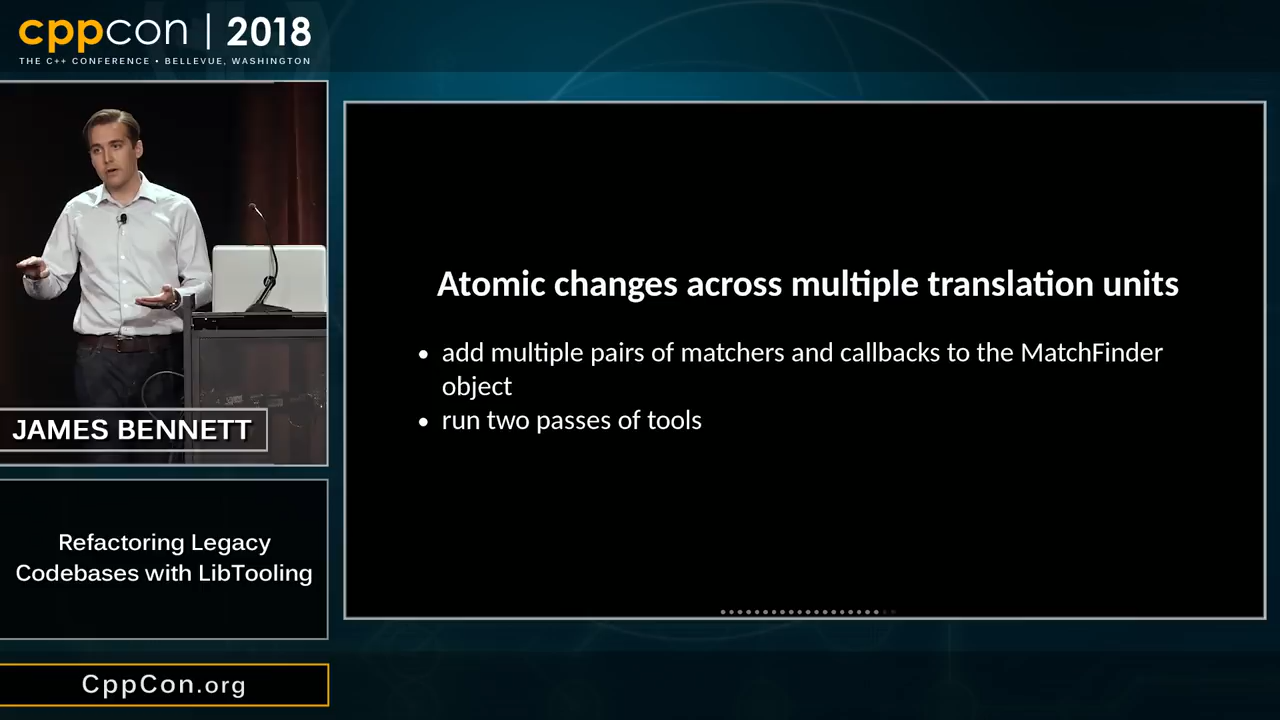 cppcon | 2018
THE C++ CONFERENCE • BELLEVUE, WASHINGTON
JAMES BENNETT
Refactoring Legacy
Codebases with LibTooling
CppCon.org
Atomic changes across multiple translation units
• add multiple pairs of matchers and callbacks to the MatchFinder
object
• run two passes of tools